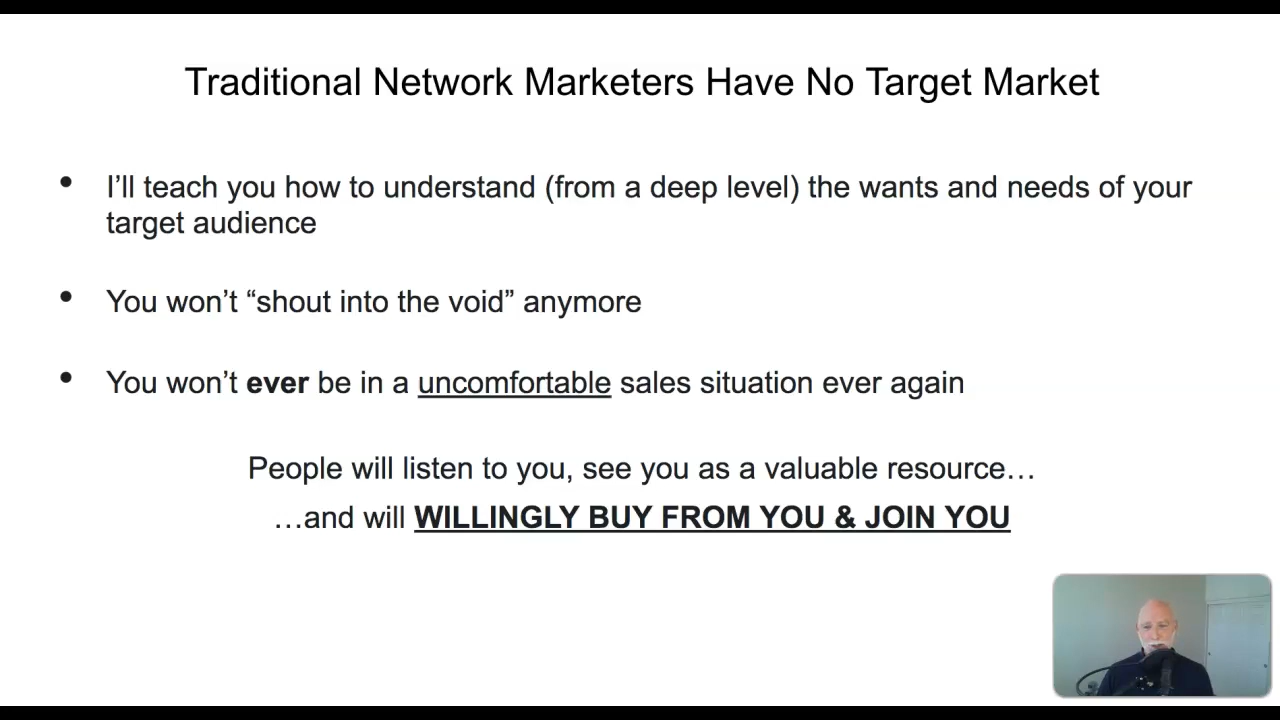 Traditional Network Marketers Have No Target Market
• I’ll teach you how to understand (from a deep level) the wants and needs of your
target audience
• You won’t “shout into the void” anymore
• You won’t ever be in a uncomfortable sales situation ever again
People will listen to you, see you as a valuable resource…
…and will WILLINGLY BUY FROM YOU & JOIN YOU